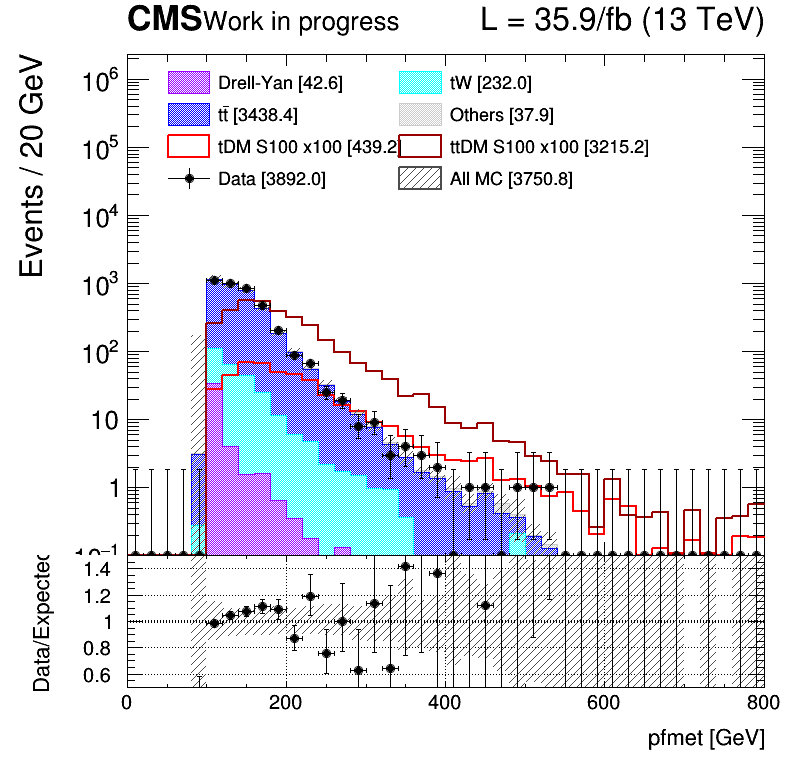 CMS Work in progress L = 35.9/fb (13 TeV)
Events / 20 GeV
10⁶
10⁵
10⁴
10³
10²
10
1
10⁻¹
Drell-Yan [42.6] tW [232.0]
tt̄ [3438.4] Others [37.9]
tDM S100 x100 [439.2] ttDM S100 x100 [3215.2]
Data [3892.0] All MC [3750.8]
Data/Expected
1.4
1.2
1
0.8
0.6
0 200 400 600 800
pfmet [GeV]